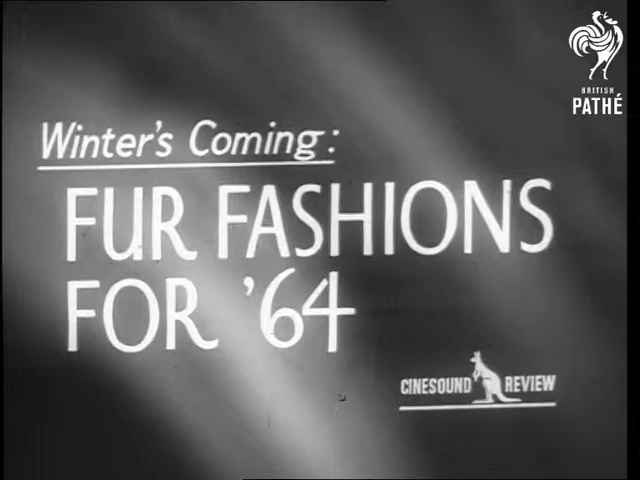 BRITISH
PATHÉ
Winter's Coming:
FUR FASHIONS
FOR '64
CINESOUND REVIEW